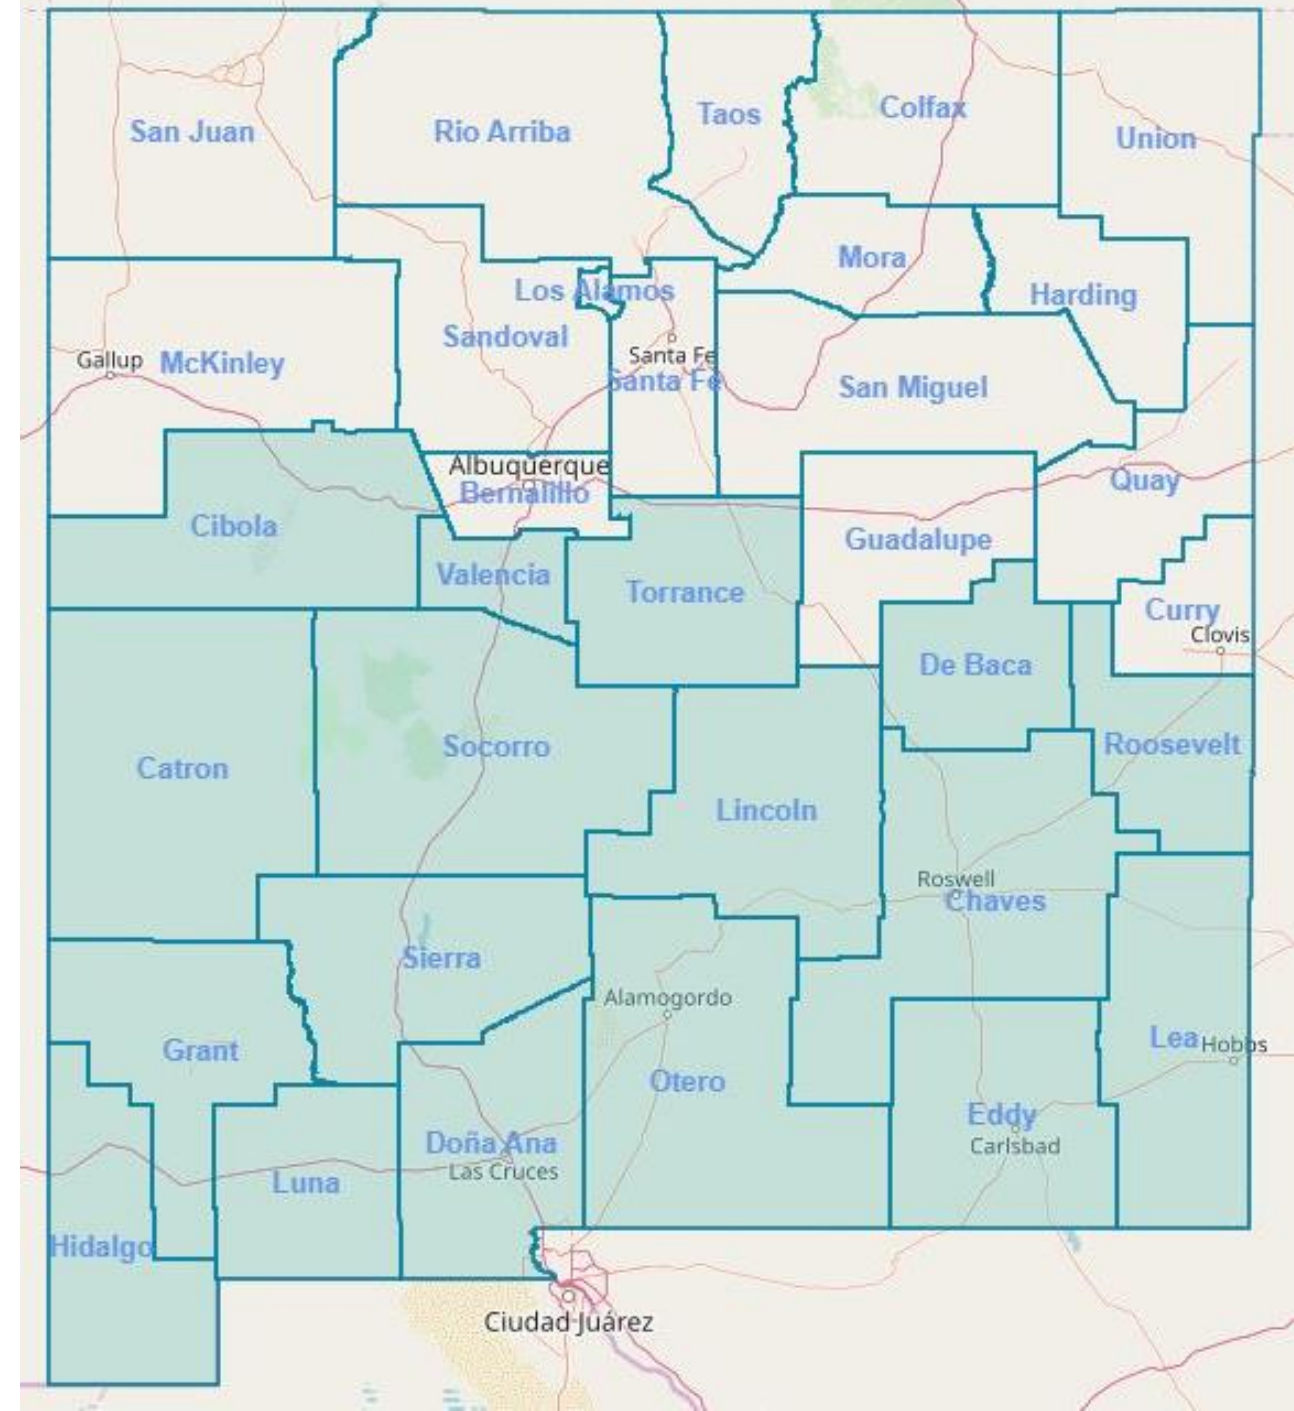 San Juan
Rio Arriba
Taos
Colfax
Union
Mora
Los Alamos
Harding
Sandoval
Gallup
McKinley
Santa Fe
Santa Fe
San Miguel
Albuquerque
Bernalillo
Quay
Cibola
Guadalupe
Valencia
Torrance
Curry
Clovis
De Baca
Socorro
Roosevelt
Catron
Lincoln
Roswell
Chaves
Sierra
Alamogordo
Grant
Lea
Hobbs
Otero
Eddy
Doña Ana
Carlsbad
Las Cruces
Luna
Hidalgo
Ciudad Juárez